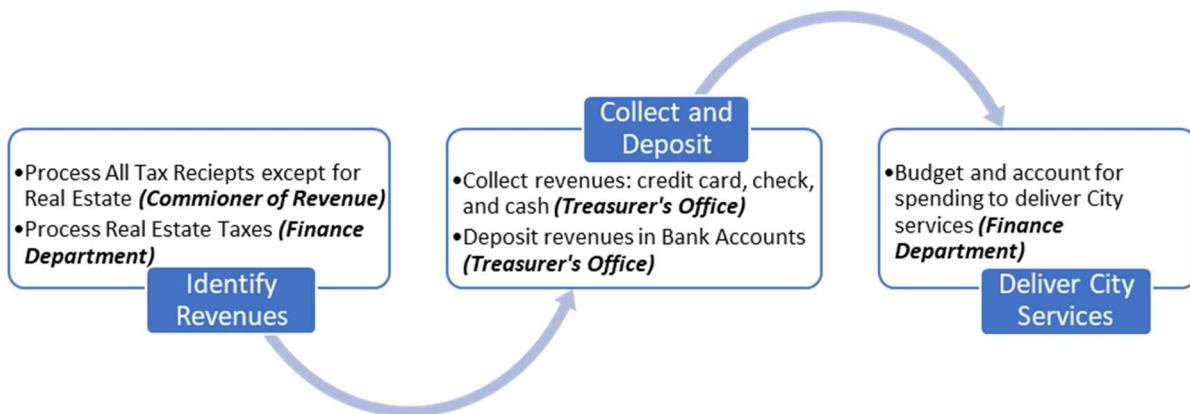 •Process All Tax Reciepts except for
Real Estate (Commioner of Revenue)
•Process Real Estate Taxes (Finance
Department)
Identify
Revenues
Collect and
Deposit
•Collect revenues: credit card, check,
and cash (Treasurer's Office)
•Deposit revenues in Bank Accounts
(Treasurer's Office)
•Budget and account for
spending to deliver City
services (Finance
Department)
Deliver City
Services